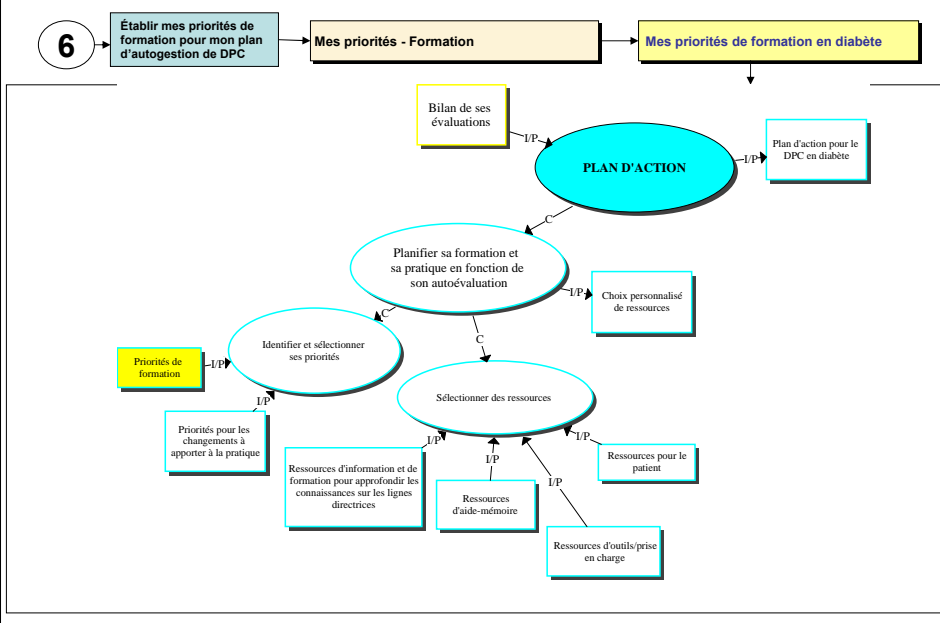 6
Établir mes priorités de
formation pour mon plan
d'autogestion de DPC
Mes priorités - Formation
Mes priorités de formation en diabète
Bilan de ses
évaluations
I/P
PLAN D'ACTION
I/P
Plan d'action pour le
DPC en diabète
C
Planifier sa formation et
sa pratique en fonction de
son autoévaluation
I/P
Choix personnalisé
de ressources
C
C
Identifier et sélectionner
ses priorités
Priorités de
formation
I/P
I/P
Priorités pour les
changements à
apporter à la pratique
Sélectionner des ressources
I/P
Ressources d'information et de
formation pour approfondir les
connaissances sur les lignes
directrices
I/P
Ressources
d'aide-mémoire
I/P
Ressources d'outils/prise
en charge
I/P
Ressources pour le
patient